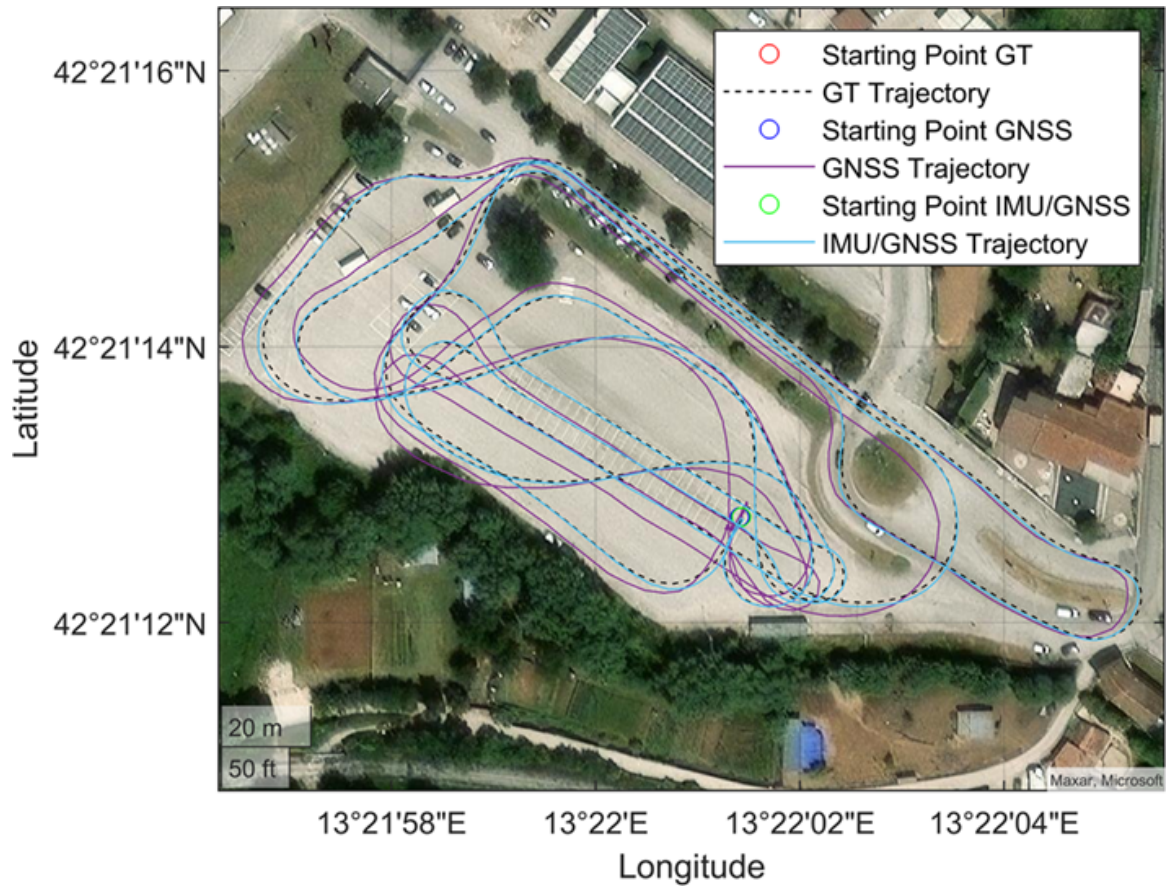 42°21'16"N
42°21'14"N
42°21'12"N
Latitude
Starting Point GT
GT Trajectory
Starting Point GNSS
GNSS Trajectory
Starting Point IMU/GNSS
IMU/GNSS Trajectory
20 m
50 ft
Maxar, Microsoft
13°21'58"E
13°22'E
13°22'02"E
13°22'04"E
Longitude